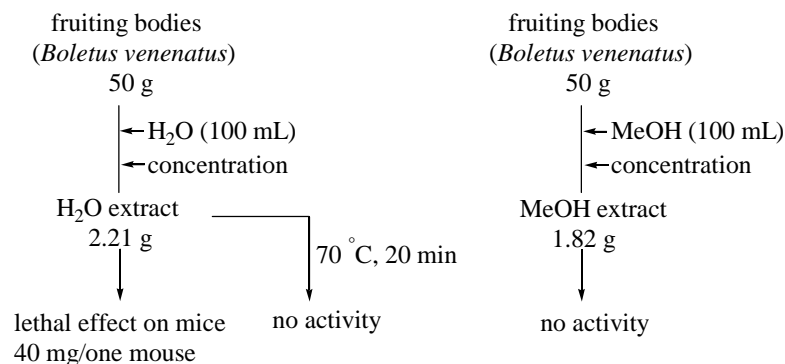 fruiting bodies
(Boletus venenatus)
50 g
H₂O (100 mL)
concentration
H₂O extract
2.21 g
70 °C, 20 min
lethal effect on mice
40 mg/one mouse
no activity
fruiting bodies
(Boletus venenatus)
50 g
MeOH (100 mL)
concentration
MeOH extract
1.82 g
no activity